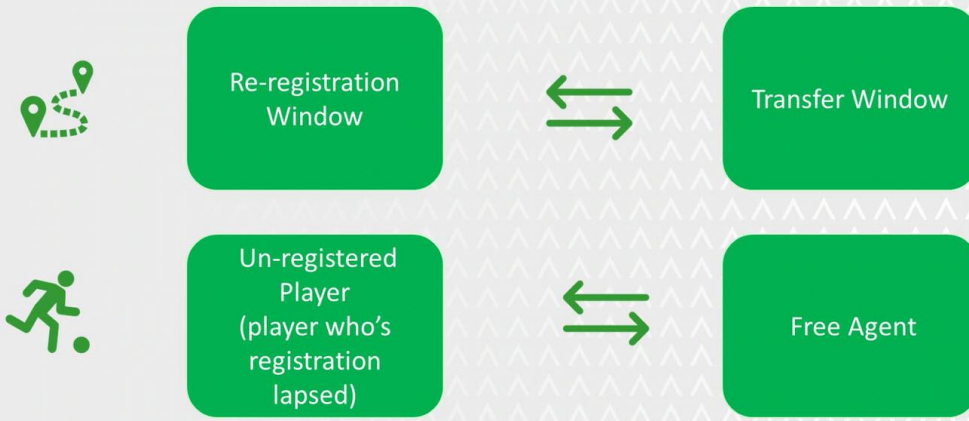 Re-registration
Window
Transfer Window
Un-registered
Player
(player who's
registration
lapsed)
Free Agent